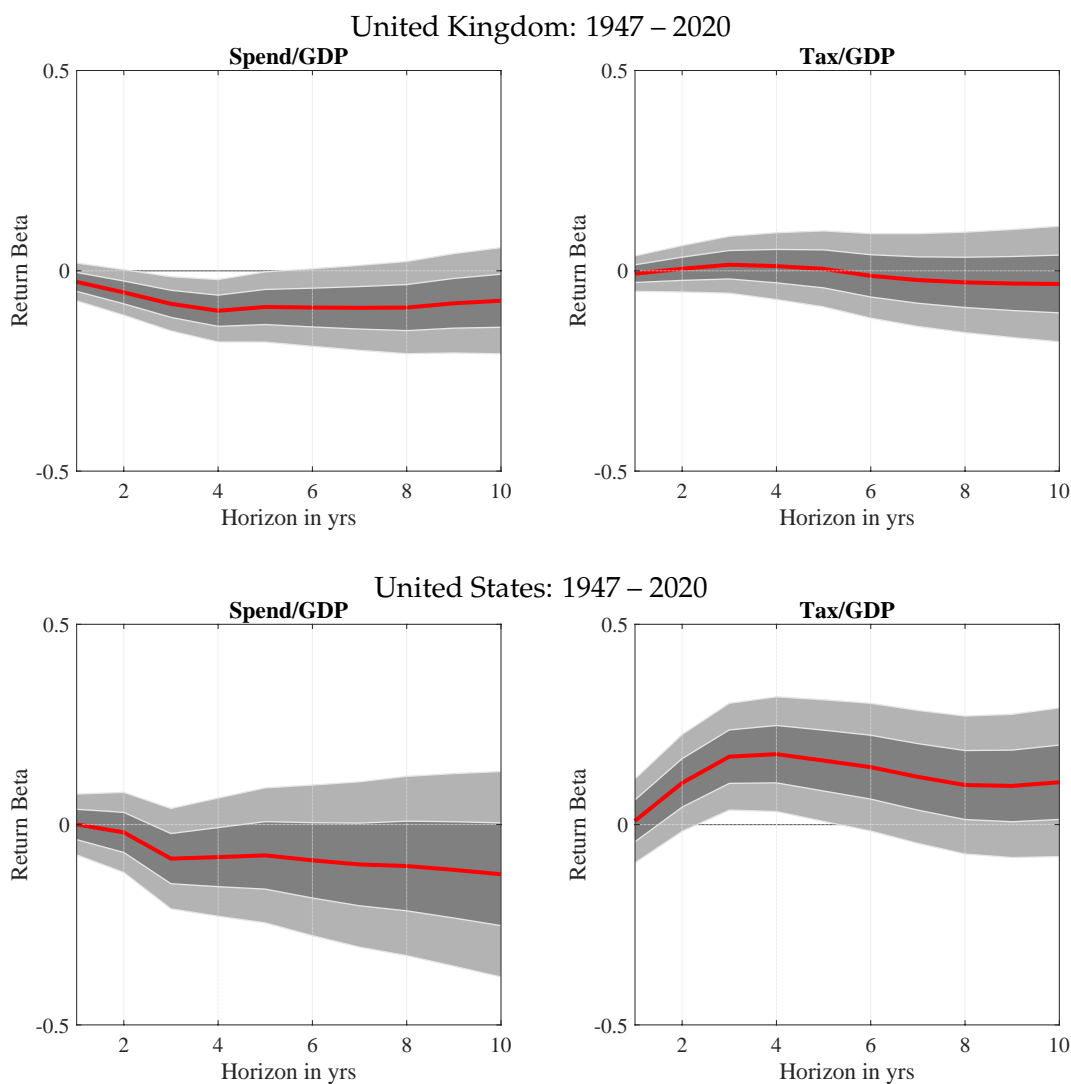 United Kingdom: 1947 – 2020
Spend/GDP
Tax/GDP
0.5
0
-0.5
Return Beta
2 4 6 8 10
Horizon in yrs
0.5
0
-0.5
Return Beta
2 4 6 8 10
Horizon in yrs
United States: 1947 – 2020
Spend/GDP
Tax/GDP
0.5
0
-0.5
Return Beta
2 4 6 8 10
Horizon in yrs
0.5
0
-0.5
Return Beta
2 4 6 8 10
Horizon in yrs